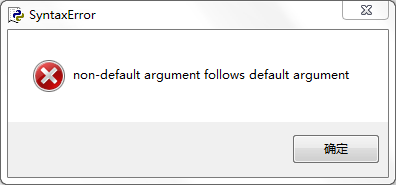 SyntaxError
non-default argument follows default argument
确定